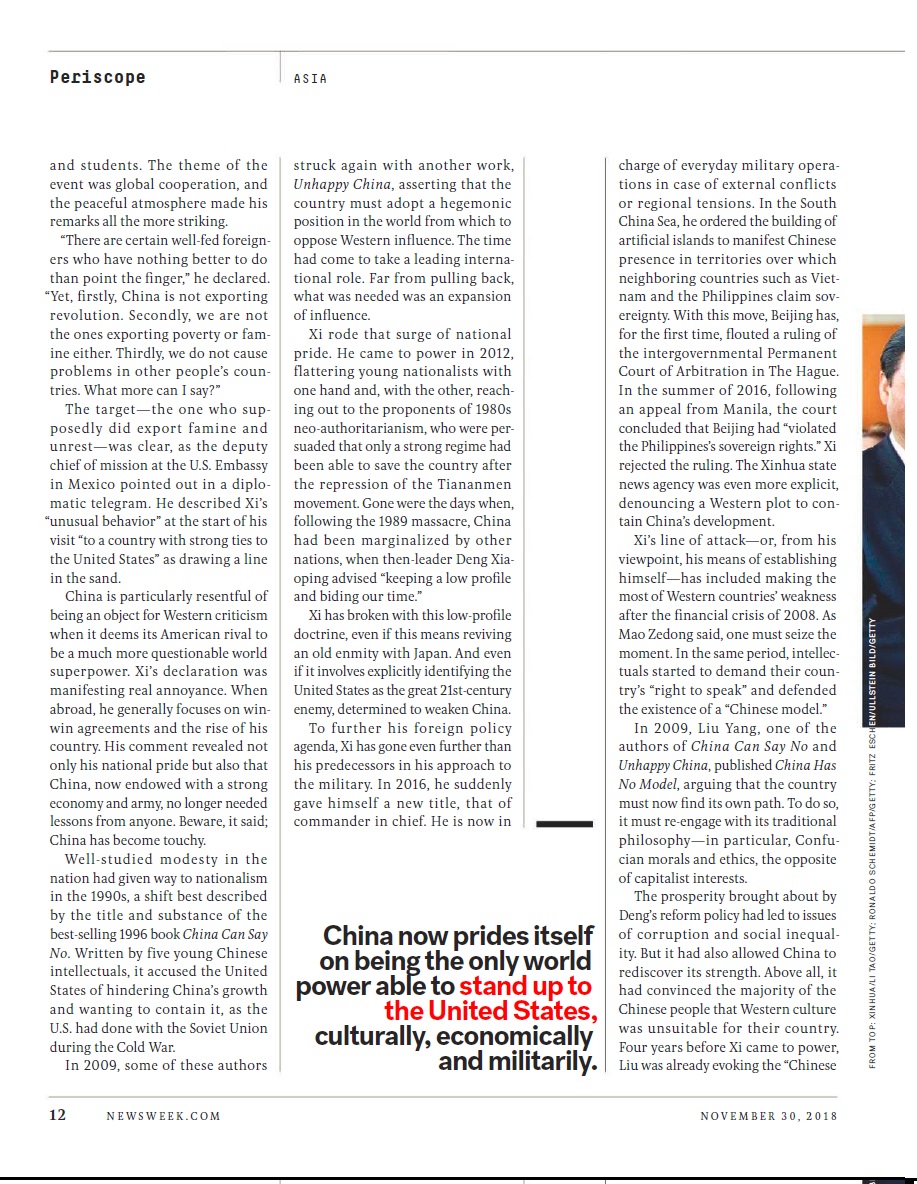 Periscope
ASIA
and students. The theme of the
event was global cooperation, and
the peaceful atmosphere made his
remarks all the more striking.
“There are certain well-fed foreign-
ers who have nothing better to do
than point the finger,” he declared.
“Yet, firstly, China is not exporting
revolution. Secondly, we are not
the ones exporting poverty or fam-
ine either. Thirdly, we do not cause
problems in other people’s coun-
tries. What more can I say?”
The target—the one who sup-
posedly did export famine and
unrest—was clear, as the deputy
chief of mission at the U.S. Embassy
in Mexico pointed out in a diplo-
matic telegram. He described Xi’s
“unusual behavior” at the start of his
visit “to a country with strong ties to
the United States” as drawing a line
in the sand.
China is particularly resentful of
being an object for Western criticism
when it deems its American rival to
be a much more questionable world
superpower. Xi’s declaration was
manifesting real annoyance. When
abroad, he generally focuses on win-
win agreements and the rise of his
country. His comment revealed not
only his national pride but also that
China, now endowed with a strong
economy and army, no longer needed
lessons from anyone. Beware, it said;
China has become touchy.
Well-studied modesty in the
nation had given way to nationalism
in the 1990s, a shift best described
by the title and substance of the
best-selling 1996 book China Can Say
No. Written by five young Chinese
intellectuals, it accused the United
States of hindering China’s growth
and wanting to contain it, as the
U.S. had done with the Soviet Union
during the Cold War.
In 2009, some of these authors
struck again with another work,
Unhappy China, asserting that the
country must adopt a hegemonic
position in the world from which to
oppose Western influence. The time
had come to take a leading interna-
tional role. Far from pulling back,
what was needed was an expansion
of influence.
Xi rode that surge of national
pride. He came to power in 2012,
flattering young nationalists with
one hand and, with the other, reach-
ing out to the proponents of 1980s
neo-authoritarianism, who were per-
suaded that only a strong regime had
been able to save the country after
the repression of the Tiananmen
movement. Gone were the days when,
following the 1989 massacre, China
had been marginalized by other
nations, when then-leader Deng Xia-
oping advised “keeping a low profile
and biding our time.”
Xi has broken with this low-profile
doctrine, even if this means reviving
an old enmity with Japan. And even
if it involves explicitly identifying the
United States as the great 21st-century
enemy, determined to weaken China.
To further his foreign policy
agenda, Xi has gone even further than
his predecessors in his approach to
the military. In 2016, he suddenly
gave himself a new title, that of
commander in chief. He is now in
China now prides itself
on being the only world
power able to stand up to
the United States,
culturally, economically
and militarily.
charge of everyday military opera-
tions in case of external conflicts
or regional tensions. In the South
China Sea, he ordered the building of
artificial islands to manifest Chinese
presence in territories over which
neighboring countries such as Viet-
nam and the Philippines claim sov-
ereignty. With this move, Beijing has,
for the first time, flouted a ruling of
the intergovernmental Permanent
Court of Arbitration in The Hague.
In the summer of 2016, following
an appeal from Manila, the court
concluded that Beijing had “violated
the Philippines’s sovereign rights.” Xi
rejected the ruling. The Xinhua state
news agency was even more explicit,
denouncing a Western plot to con-
tain China’s development.
Xi’s line of attack—or, from his
viewpoint, his means of establishing
himself—has included making the
most of Western countries’ weakness
after the financial crisis of 2008. As
Mao Zedong said, one must seize the
moment. In the same period, intellec-
tuals started to demand their coun-
try’s “right to speak” and defended
the existence of a “Chinese model.”
In 2009, Liu Yang, one of the
authors of China Can Say No and
Unhappy China, published China Has
No Model, arguing that the country
must now find its own path. To do so,
it must re-engage with its traditional
philosophy—in particular, Confu-
cian morals and ethics, the opposite
of capitalist interests.
The prosperity brought about by
Deng’s reform policy had led to issues
of corruption and social inequal-
ity. But it had also allowed China to
rediscover its strength. Above all, it
had convinced the majority of the
Chinese people that Western culture
was unsuitable for their country.
Four years before Xi came to power,
Liu was already evoking the “Chinese
FROM TOP: XINHUA/LI TAO/GETTY; RONALDO SCHEMIDT/AFP/GETTY; FRITZ ESCHEN/ULLSTEIN BILD/GETTY
12
NEWSWEEK.COM
NOVEMBER 30, 2018